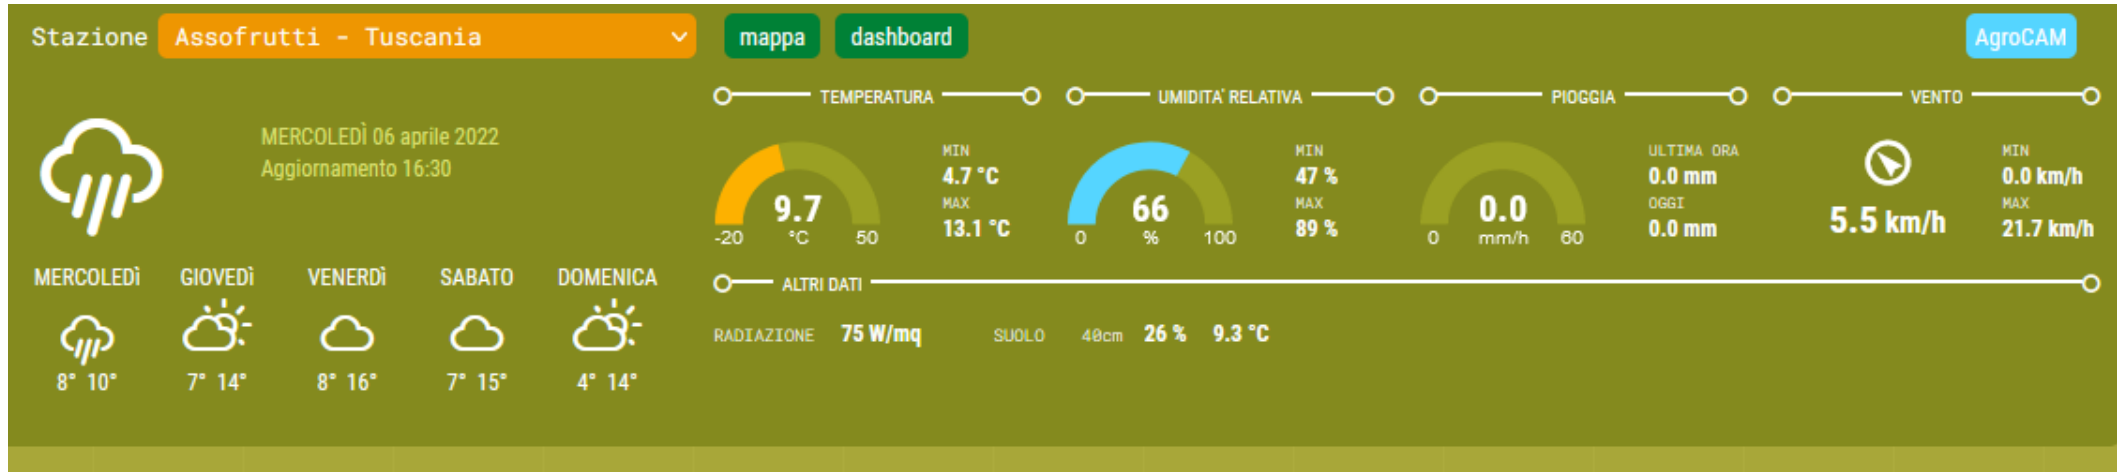 Stazione Assofrutti - Tuscania mappa dashboard AgroCAM
MERCOLEDÌ 06 aprile 2022
Aggiornamento 16:30
MERCOLEDì GIOVEDì VENERDì SABATO DOMENICA
8° 10° 7° 14° 8° 16° 7° 15° 4° 14°
TEMPERATURA
9.7
-20 °C 50
MIN
4.7 °C
MAX
13.1 °C
UMIDITA' RELATIVA
66
0 % 100
MIN
47 %
MAX
89 %
PIOGGIA
0.0
0 mm/h 60
ULTIMA ORA
0.0 mm
OGGI
0.0 mm
VENTO
5.5 km/h
MIN
0.0 km/h
MAX
21.7 km/h
ALTRI DATI
RADIAZIONE 75 W/mq SUOLO 40cm 26 % 9.3 °C